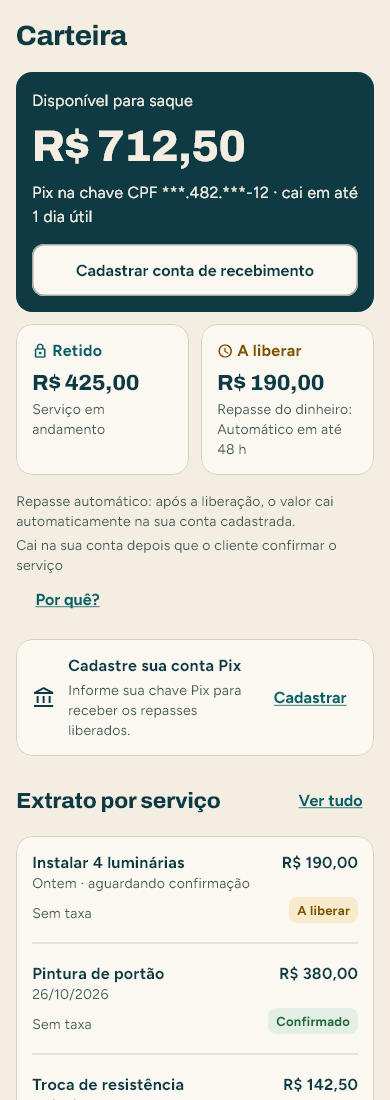 Carteira
Disponível para saque
R$ 712,50
Pix na chave CPF ***.482.***-12 · cai em até
1 dia útil
Cadastrar conta de recebimento
Retido
R$ 425,00
Serviço em
andamento
A liberar
R$ 190,00
Repasse do dinheiro:
Automático em até
48 h
Repasse automático: após a liberação, o valor cai
automaticamente na sua conta cadastrada.
Cai na sua conta depois que o cliente confirmar o
serviço
Por quê?
Cadastre sua conta Pix
Informe sua chave Pix para
receber os repasses
liberados.
Cadastrar
Extrato por serviço
Ver tudo
Instalar 4 luminárias
R$ 190,00
Ontem · aguardando confirmação
Sem taxa
A liberar
Pintura de portão
R$ 380,00
26/10/2026
Sem taxa
Confirmado
Troca de resistência
R$ 142,50